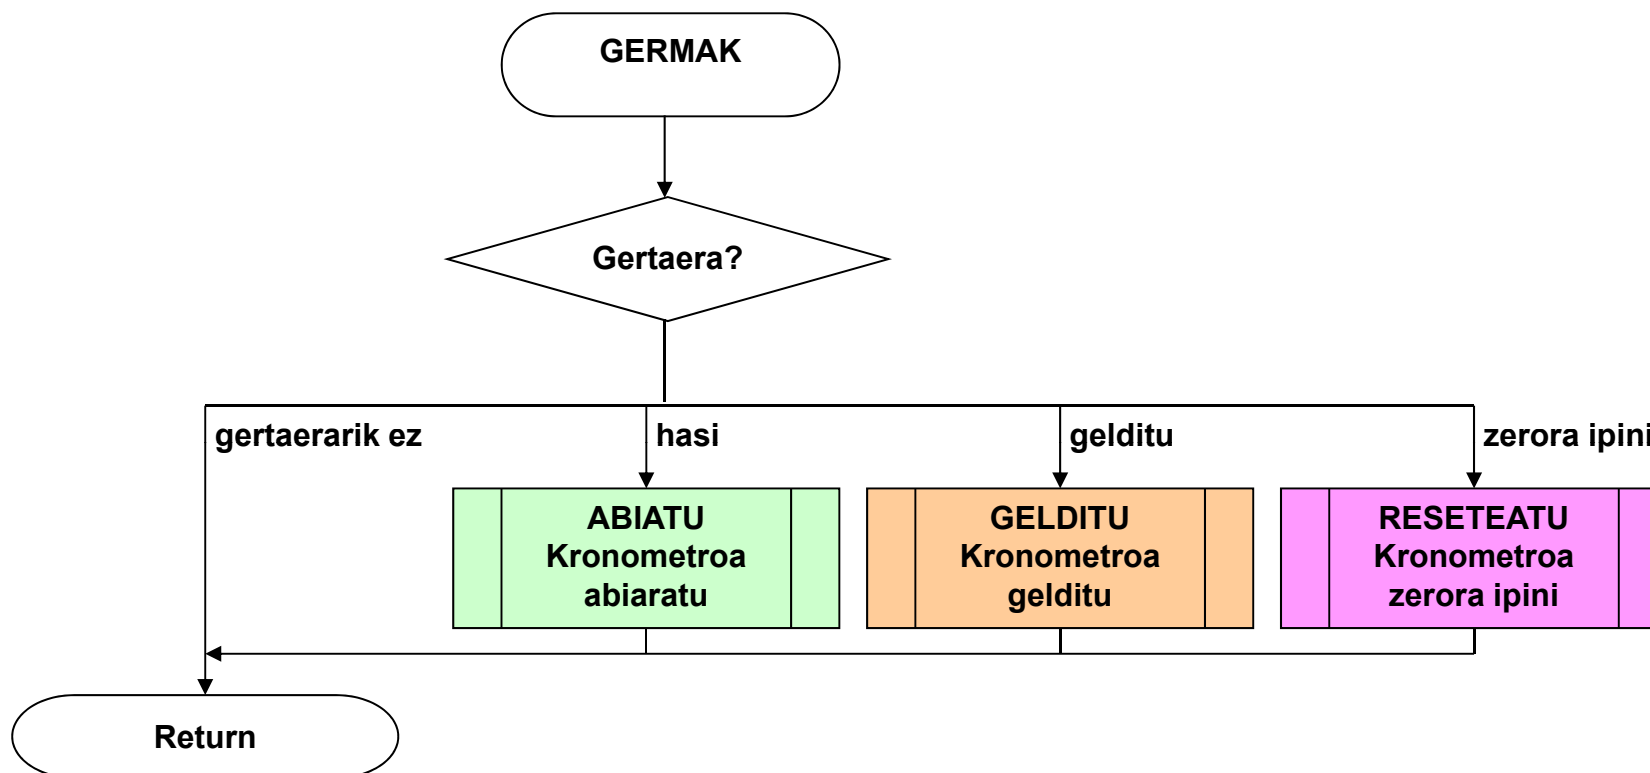 GERMAK
Gertaera?
gertaerarik ez
hasi
gelditu
zerora ipini
ABIATU
Kronometroa
abiaratu
GELDITU
Kronometroa
gelditu
RESETEATU
Kronometroa
zerora ipini
Return